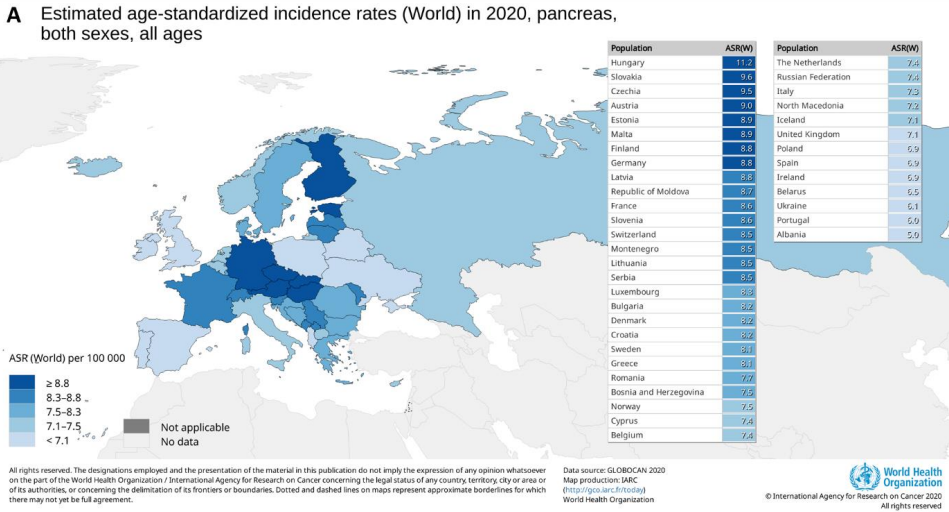 A Estimated age-standardized incidence rates (World) in 2020, pancreas,
both sexes, all ages
Population ASR(W)
Hungary 11.2
Slovakia 9.6
Czechia 9.5
Austria 9.0
Estonia 8.9
Malta 8.9
Finland 8.8
Germany 8.8
Latvia 8.8
Republic of Moldova 8.7
France 8.6
Slovenia 8.6
Switzerland 8.5
Montenegro 8.5
Lithuania 8.5
Serbia 8.5
Luxembourg 8.3
Bulgaria 8.2
Denmark 8.2
Croatia 8.2
Sweden 8.1
Greece 8.1
Romania 7.7
Bosnia and Herzegovina 7.5
Norway 7.5
Cyprus 7.4
Belgium 7.4
Population ASR(W)
The Netherlands 7.4
Russian Federation 7.4
Italy 7.3
North Macedonia 7.2
Iceland 7.1
United Kingdom 7.1
Poland 6.9
Spain 6.9
Ireland 6.9
Belarus 6.5
Ukraine 6.1
Portugal 6.0
Albania 5.0
ASR (World) per 100 000
≥ 8.8
8.3–8.8
7.5–8.3
7.1–7.5
< 7.1
Not applicable
No data
All rights reserved. The designations employed and the presentation of the material in this publication do not imply the expression of any opinion whatsoever
on the part of the World Health Organization / International Agency for Research on Cancer concerning the legal status of any country, territory, city or area or
of its authorities, or concerning the delimitation of its frontiers or boundaries. Dotted and dashed lines on maps represent approximate borderlines for which
there may not yet be full agreement.
Data source: GLOBOCAN 2020
Map production: IARC
(http://gco.iarc.fr/today)
World Health Organization
World Health
Organization
© International Agency for Research on Cancer 2020
All rights reserved